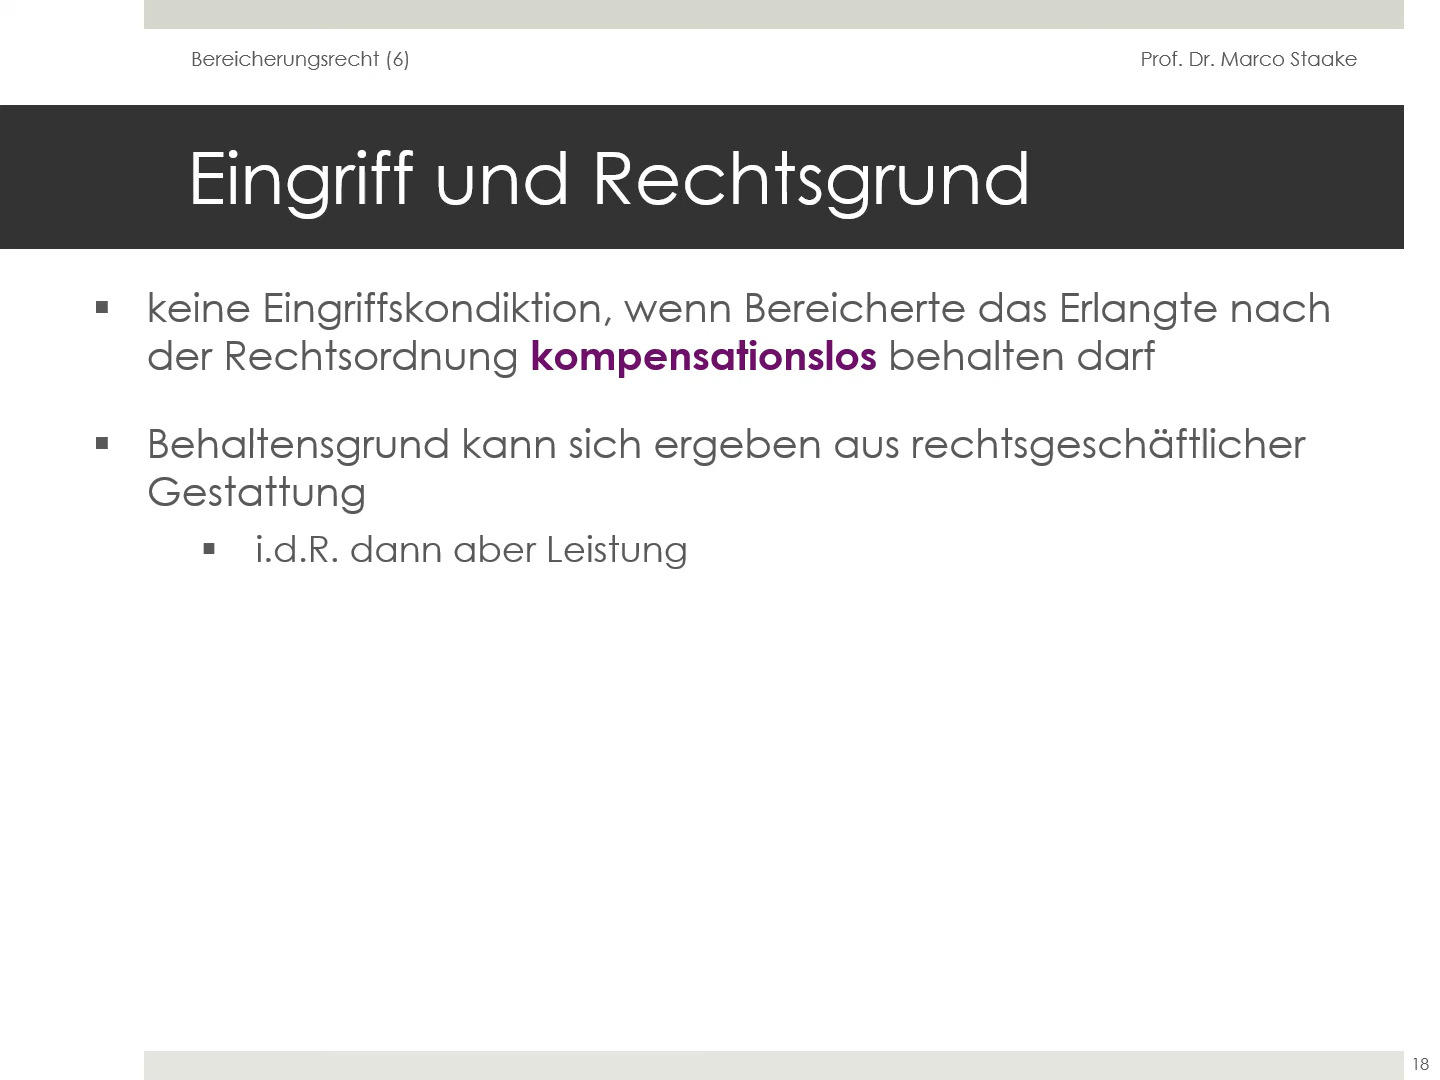 Bereicherungsrecht (6)
Prof. Dr. Marco Staake
Eingriff und Rechtsgrund
▪ keine Eingriffskondiktion, wenn Bereicherte das Erlangte nach
der Rechtsordnung kompensationslos behalten darf
▪ Behaltensgrund kann sich ergeben aus rechtsgeschäftlicher
Gestattung
▪ i.d.R. dann aber Leistung
18